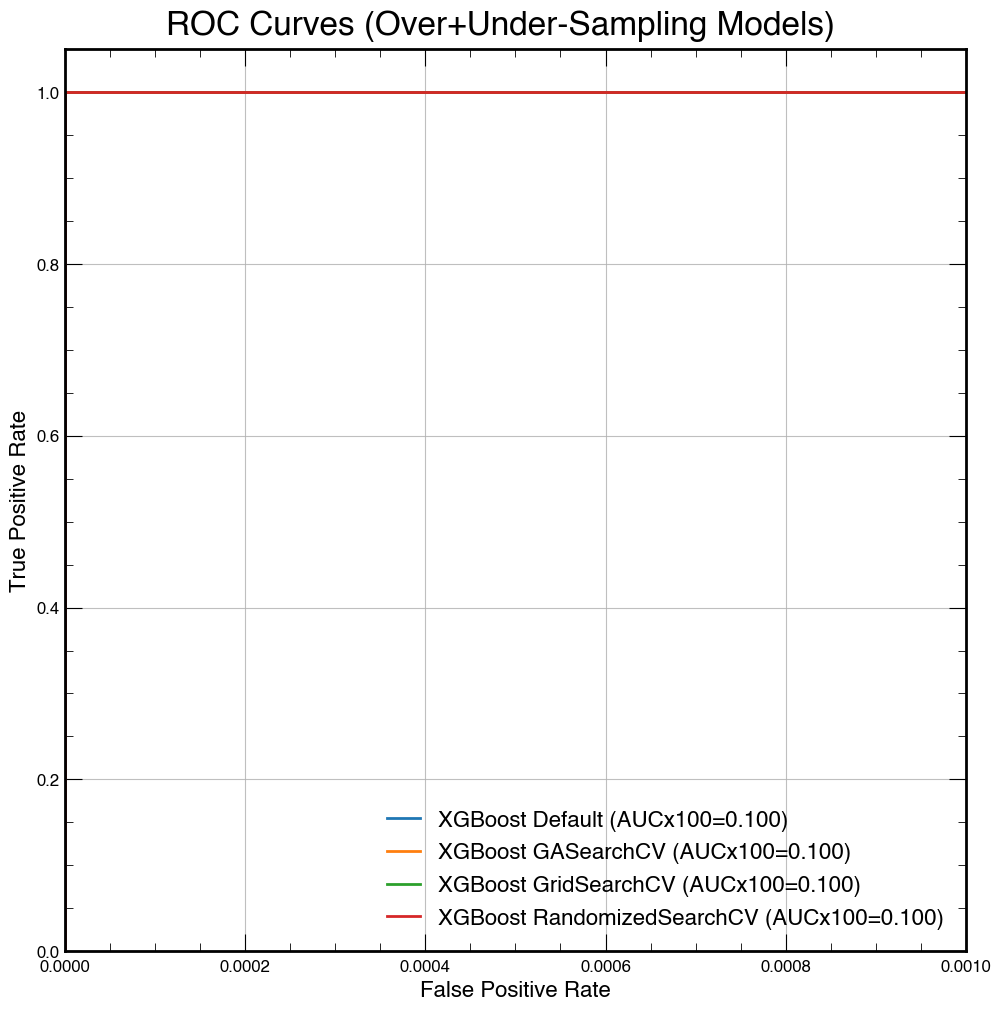 ROC Curves (Over+Under-Sampling Models)
1.0
0.8
0.6
0.4
0.2
0.0
True Positive Rate
XGBoost Default (AUCx100=0.100)
XGBoost GASearchCV (AUCx100=0.100)
XGBoost GridSearchCV (AUCx100=0.100)
XGBoost RandomizedSearchCV (AUCx100=0.100)
0.0000 0.0002 0.0004 0.0006 0.0008 0.0010
False Positive Rate